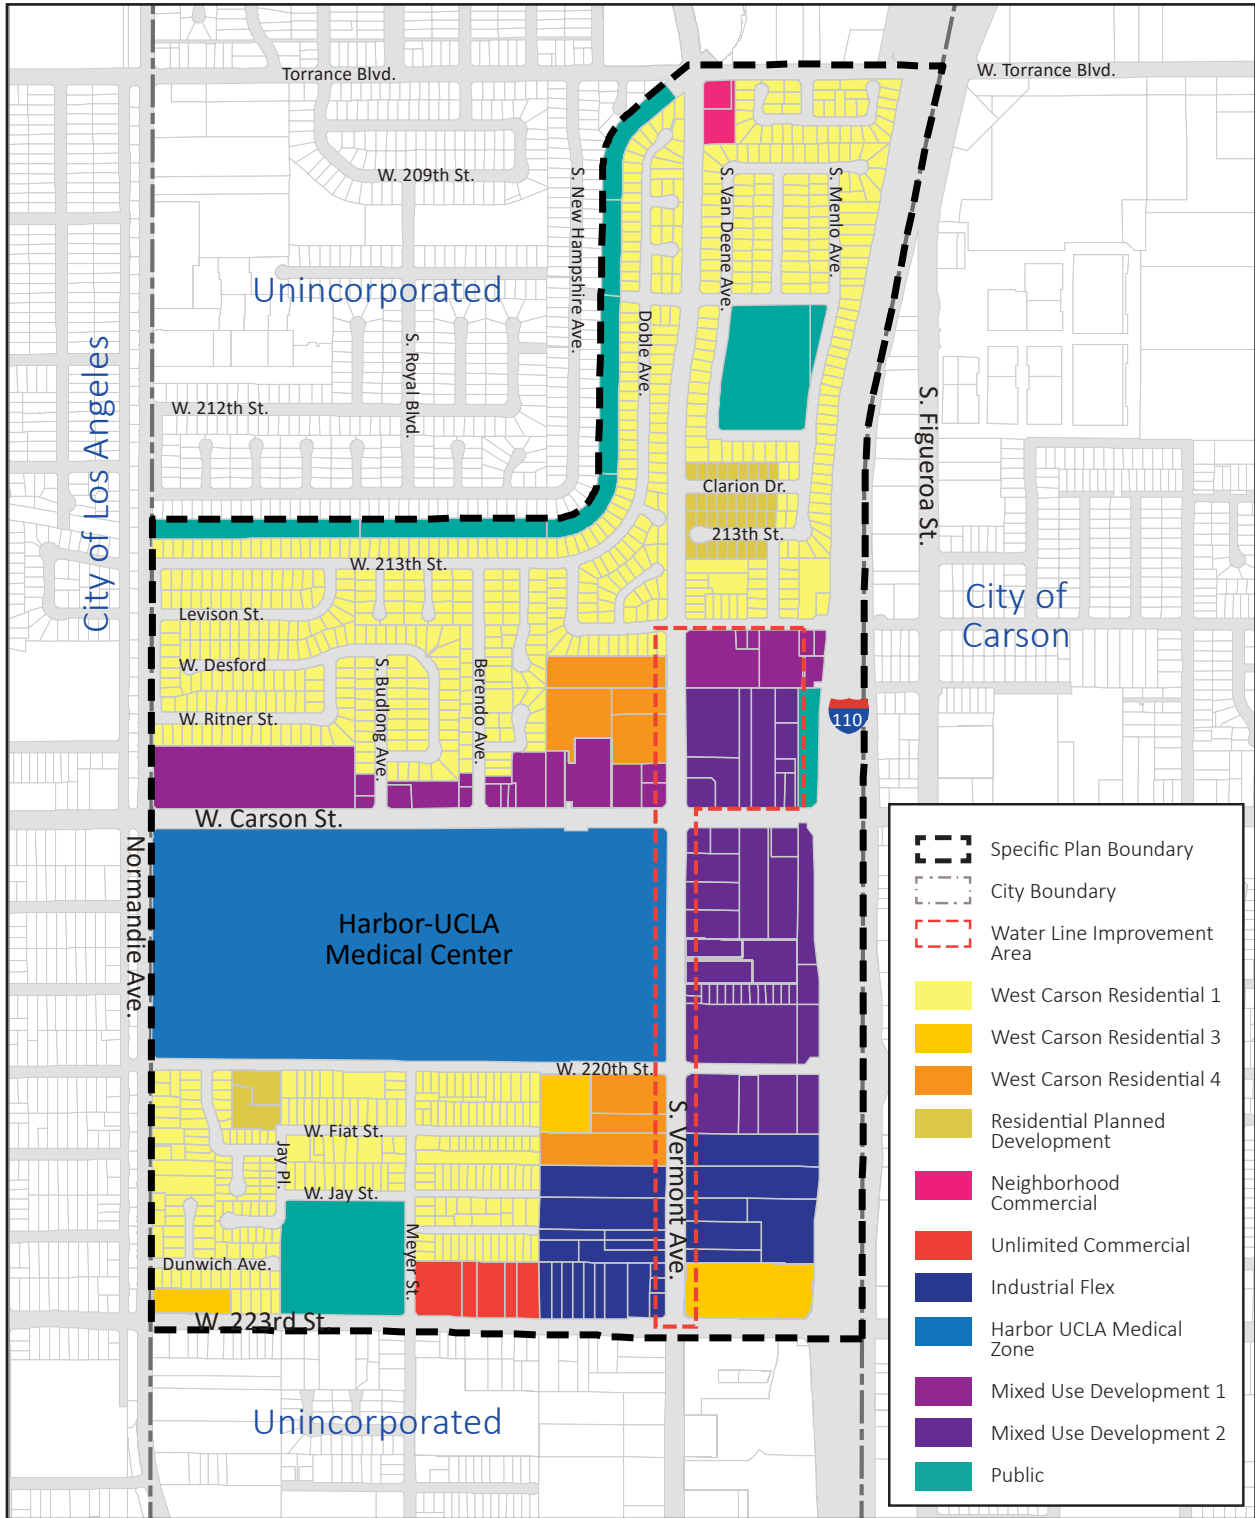 Torrance Blvd.
W. Torrance Blvd.
W. 209th St.
S. New Hampshire Ave.
S. Van Deene Ave.
S. Menlo Ave.
Unincorporated
Doble Ave.
S. Royal Blvd.
City of Los Angeles
W. 212th St.
S. Figueroa St.
Clarion Dr.
213th St.
W. 213th St.
City of
Carson
Levison St.
W. Desford
S. Budlong Ave.
Berendo Ave.
W. Ritner St.
110
W. Carson St.
Normandie Ave.
Harbor-UCLA
Medical Center
W. 220th St.
S. Vermont Ave.
W. Fiat St.
Jay Pl.
W. Jay St.
Meyer St.
Dunwich Ave.
W. 223rd St.
Unincorporated
Specific Plan Boundary
City Boundary
Water Line Improvement
Area
West Carson Residential 1
West Carson Residential 3
West Carson Residential 4
Residential Planned
Development
Neighborhood
Commercial
Unlimited Commercial
Industrial Flex
Harbor UCLA Medical
Zone
Mixed Use Development 1
Mixed Use Development 2
Public